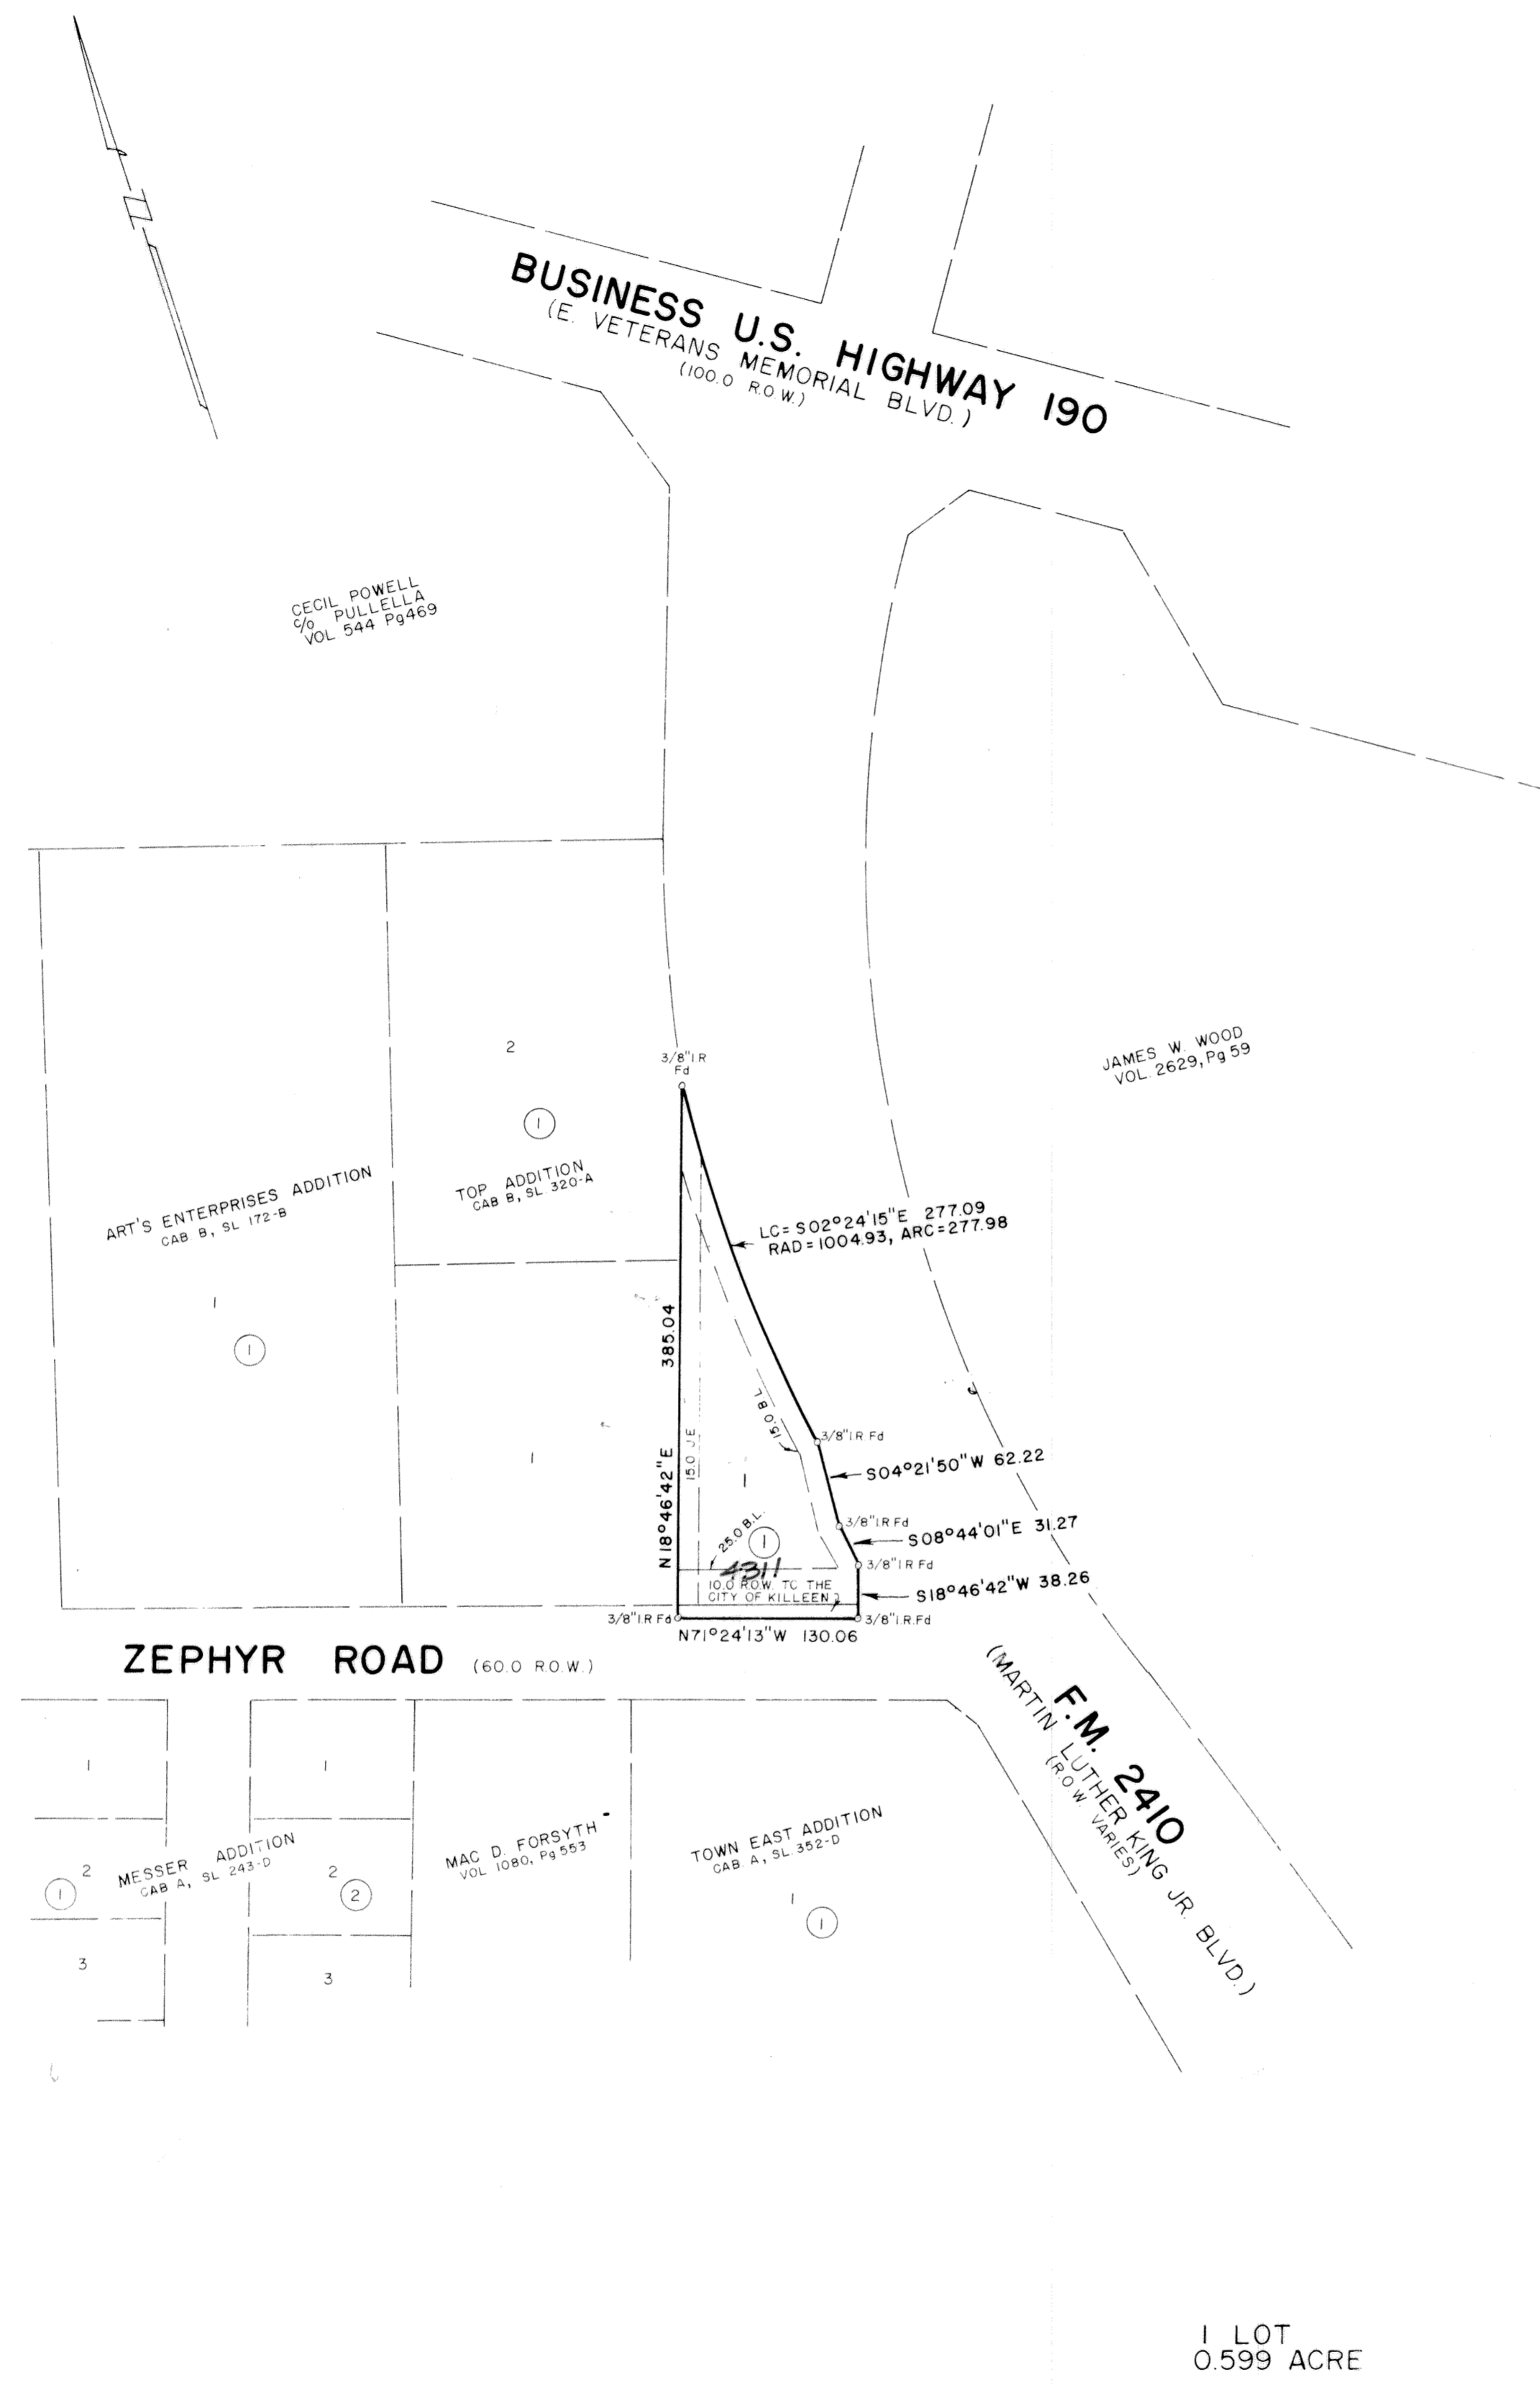 BUSINESS U.S. HIGHWAY 190
(E. VETERANS MEMORIAL BLVD.)
(100.0 R.O.W.)
CECIL POWELL
c/o PULLELLA
VOL 544 Pg469
JAMES W. WOOD
VOL. 2629, Pg 59
2
1
TOP ADDITION
CAB B, SL 320-A
1
ART'S ENTERPRISES ADDITION
CAB B, SL 172-B
1
1
3/8" I R
Fd
LC= S02°24'15"E 277.09
RAD=1004.93, ARC=277.98
N18°46'42"E 385.04
15.0 B L
3/8" I.R. Fd
S04°21'50"W 62.22
3/8" I.R Fd
S08°44'01"E 31.27
3/8" I R Fd
S18°46'42"W 38.26
3/8" I.R.Fd
1
25.0 B.L.
1
4311
10.0 R.O.W. TO THE
CITY OF KILLEEN
3/8" I.R Fd
N71°24'13"W 130.06
ZEPHYR ROAD (60.0 R.O.W.)
F.M. 2410
(MARTIN LUTHER KING JR. BLVD.)
(R.O.W. VARIES)
1
2
1
3
MESSER ADDITION
CAB A, SL 243-D
1
2
2
3
MAC D. FORSYTH
VOL 1080, Pg 553
TOWN EAST ADDITION
CAB. A, SL. 352-D
1
1
1 LOT
0.599 ACRE